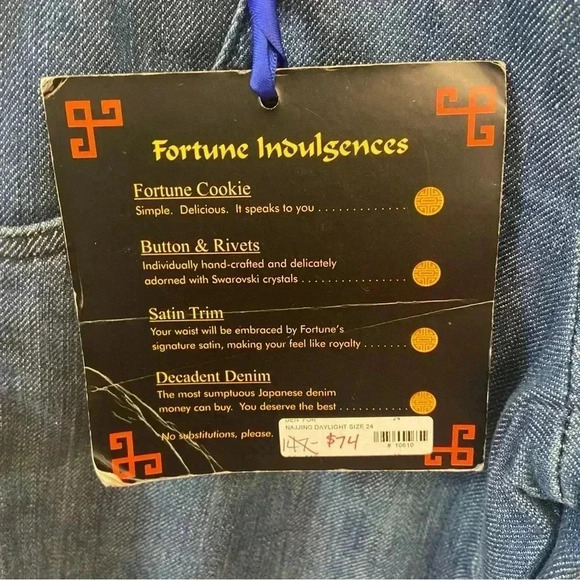 Fortune Indulgences
Fortune Cookie
Simple. Delicious. It speaks to you . . . . . . . . . . . . .
Button & Rivets
Individually hand-crafted and delicately
adorned with Swarovski crystals . . . . . . . . . . . . . . .
Satin Trim
Your waist will be embraced by Fortune's
signature satin, making your feel like royalty . . . . . .
Decadent Denim
The most sumptuous Japanese denim
money can buy. You deserve the best . . . . . . . . . .
No substitutions, please.
24
NAJJING DAYLIGHT SIZE 24
147- $74
# 10610